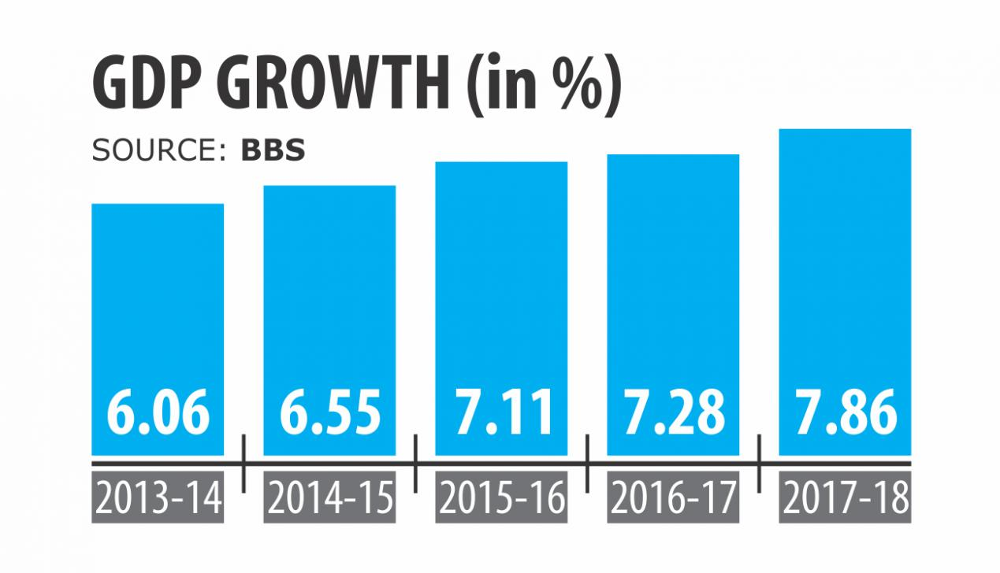 GDP GROWTH (in %)
SOURCE: BBS
6.06 6.55 7.11 7.28 7.86
2013-14 2014-15 2015-16 2016-17 2017-18